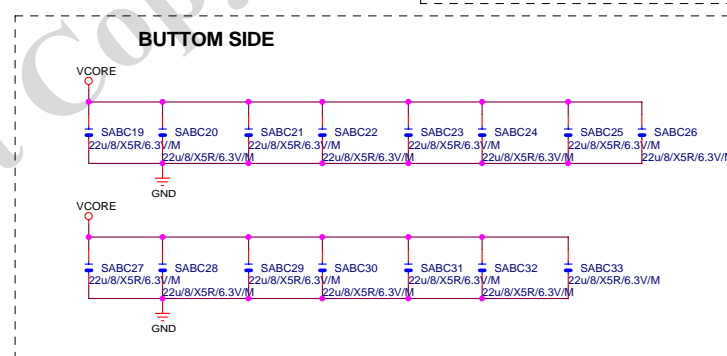 BUTTOM SIDE
VCORE
SABC19 SABC20 SABC21 SABC22 SABC23 SABC24 SABC25 SABC26
22u/8/X5R/6.3V/M 22u/8/X5R/6.3V/M 22u/8/X5R/6.3V/M 22u/8/X5R/6.3V/M
22u/8/X5R/6.3V/M 22u/8/X5R/6.3V/M 22u/8/X5R/6.3V/M 22u/8/X5R/6.3V/M
GND
VCORE
SABC27 SABC28 SABC29 SABC30 SABC31 SABC32 SABC33
22u/8/X5R/6.3V/M 22u/8/X5R/6.3V/M 22u/8/X5R/6.3V/M 22u/8/X5R/6.3V/M
22u/8/X5R/6.3V/M 22u/8/X5R/6.3V/M 22u/8/X5R/6.3V/M
GND